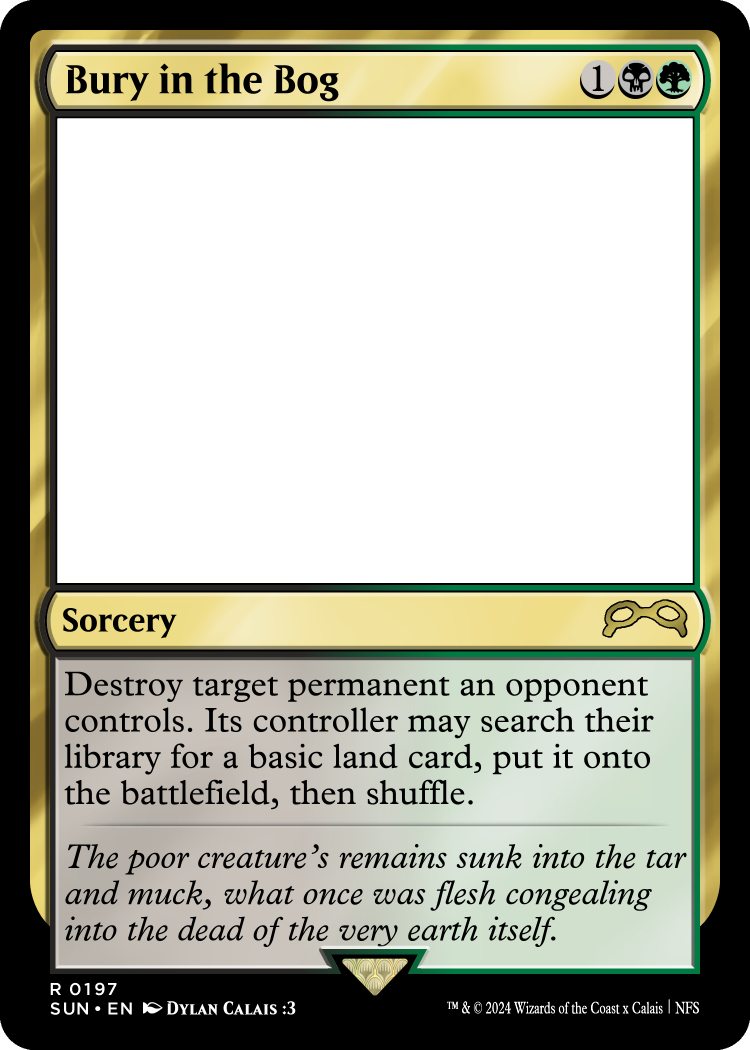 Bury in the Bog
1
Sorcery
Destroy target permanent an opponent
controls. Its controller may search their
library for a basic land card, put it onto
the battlefield, then shuffle.
The poor creature's remains sunk into the tar
and muck, what once was flesh congealing
into the dead of the very earth itself.
R 0197
SUN • EN DYLAN CALAIS :3
™ & © 2024 Wizards of the Coast x Calais | NFS